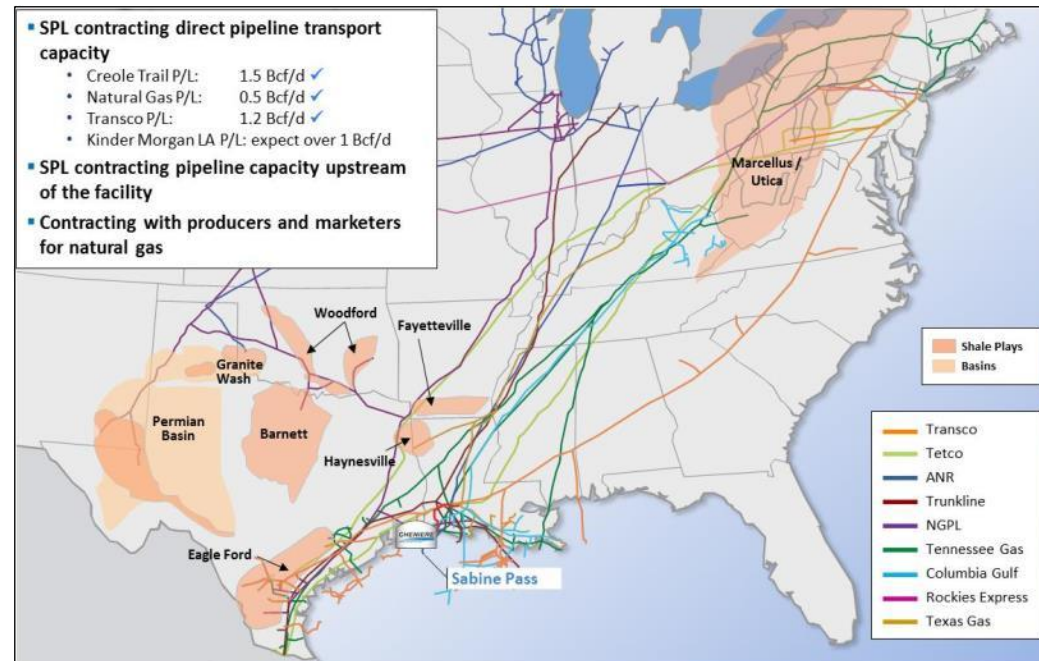 ▪ SPL contracting direct pipeline transport
capacity
• Creole Trail P/L: 1.5 Bcf/d ✓
• Natural Gas P/L: 0.5 Bcf/d ✓
• Transco P/L: 1.2 Bcf/d ✓
• Kinder Morgan LA P/L: expect over 1 Bcf/d
▪ SPL contracting pipeline capacity upstream
of the facility
▪ Contracting with producers and marketers
for natural gas
Marcellus /
Utica
Woodford
Fayetteville
Granite
Wash
Permian
Basin
Barnett
Haynesville
Eagle Ford
CHENIERE
Sabine Pass
Shale Plays
Basins
Transco
Tetco
ANR
Trunkline
NGPL
Tennessee Gas
Columbia Gulf
Rockies Express
Texas Gas